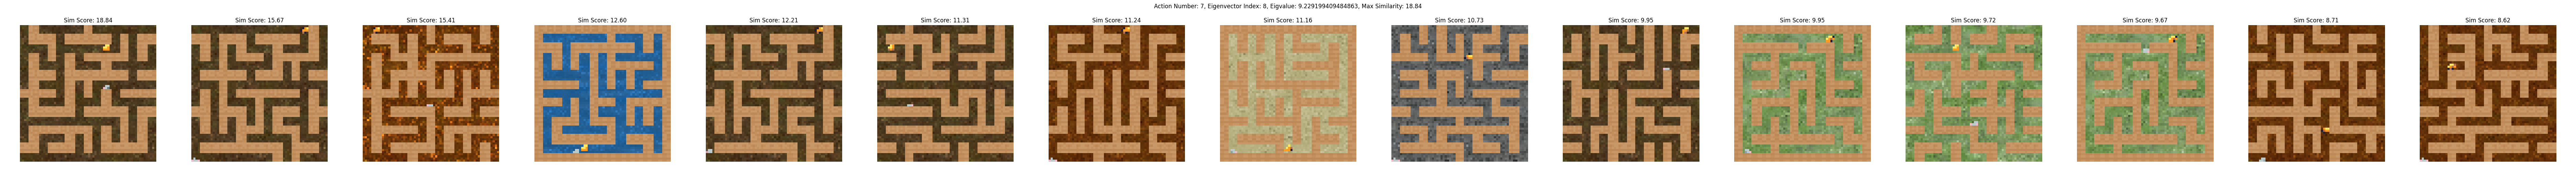 Action Number: 7, Eigenvector Index: 8, Eigvalue: 9.229199409484863, Max Similarity: 18.84
Sim Score: 18.84
Sim Score: 15.67
Sim Score: 15.41
Sim Score: 12.60
Sim Score: 12.21
Sim Score: 11.31
Sim Score: 11.24
Sim Score: 11.16
Sim Score: 10.73
Sim Score: 9.95
Sim Score: 9.95
Sim Score: 9.72
Sim Score: 9.67
Sim Score: 8.71
Sim Score: 8.62